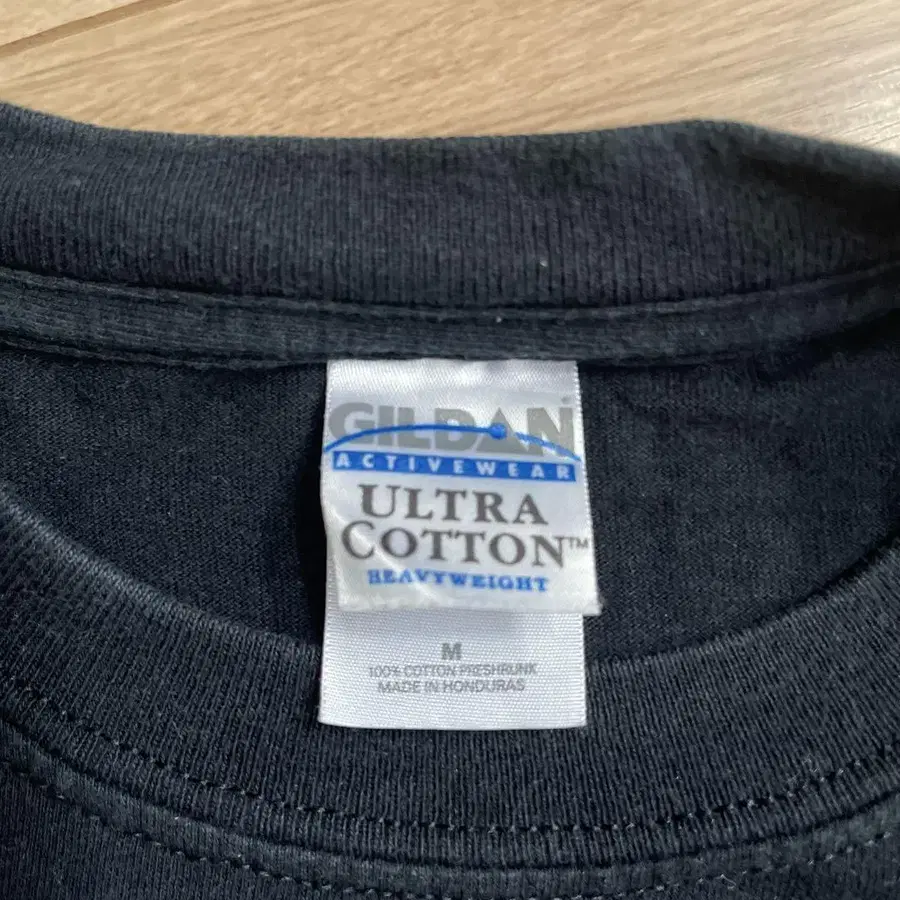 GILDAN
ACTIVEWEAR
ULTRA
COTTON™
HEAVYWEIGHT
M
100% COTTON PRESHRUNK
MADE IN HONDURAS